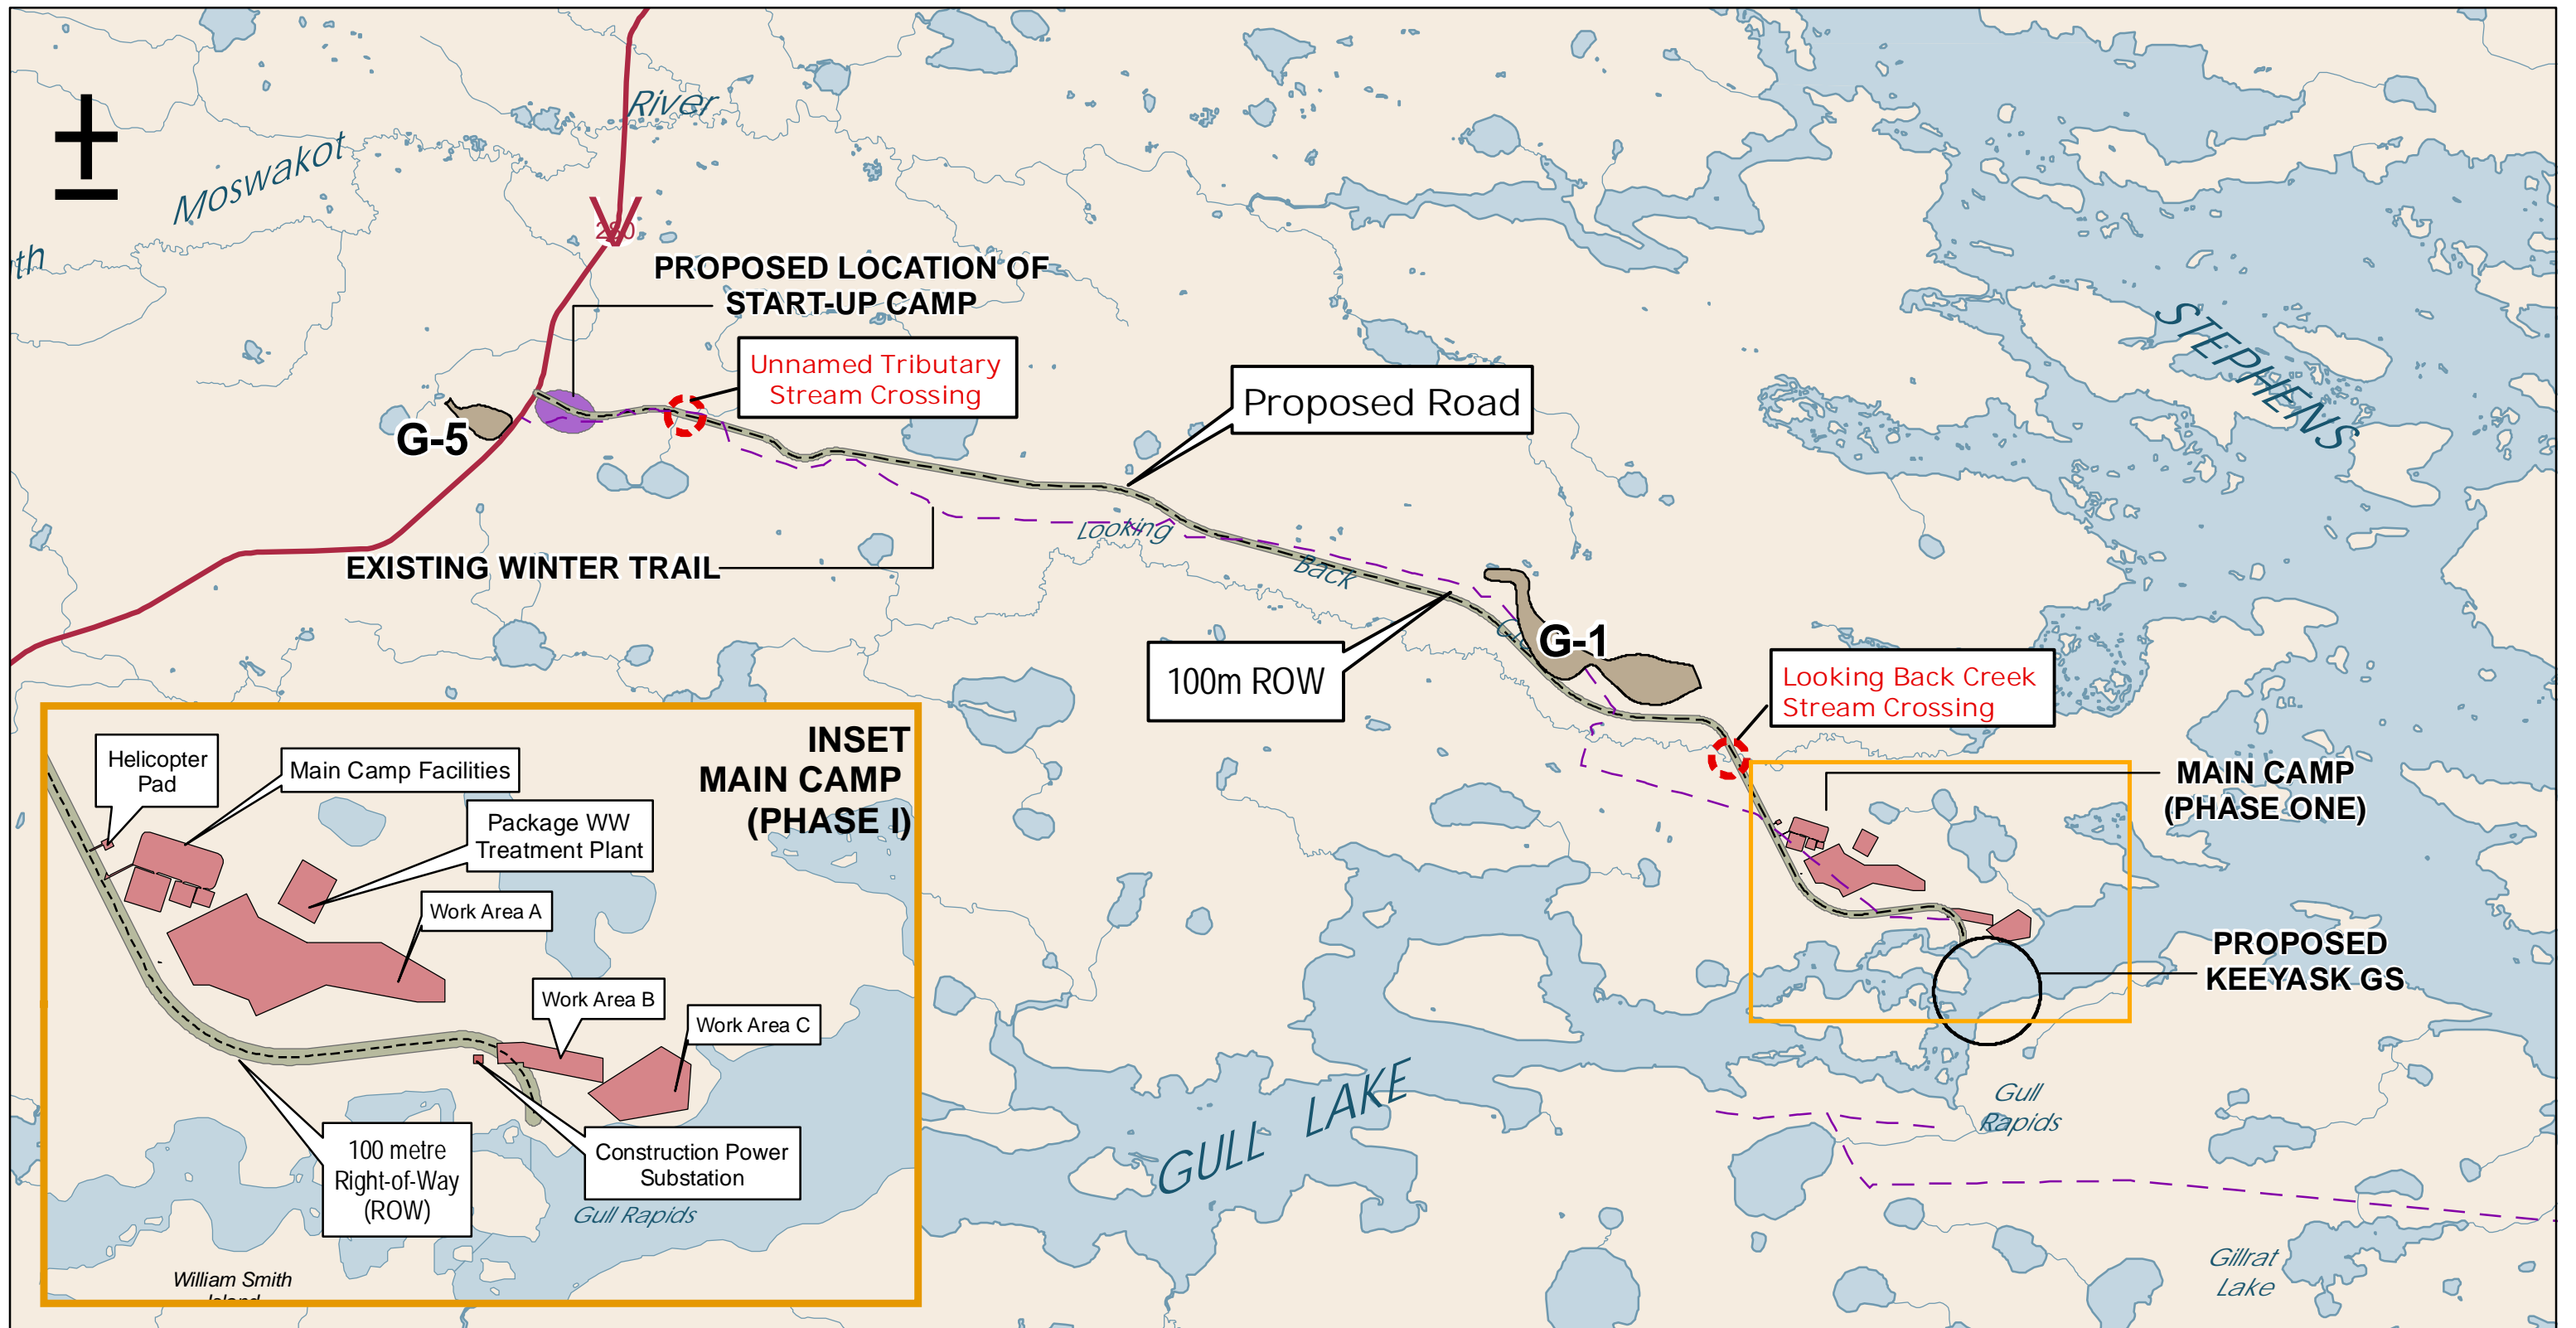 River
Moswakot
th
280
PROPOSED LOCATION OF
START-UP CAMP
Unnamed Tributary
Stream Crossing
Proposed Road
STEPHENS
G-5
Looking
EXISTING WINTER TRAIL
Back
G-1
100m ROW
Looking Back Creek
Stream Crossing
MAIN CAMP
(PHASE ONE)
PROPOSED
KEEYASK GS
Gull
Rapids
GULL LAKE
Gillrat
Lake
INSET
MAIN CAMP
(PHASE I)
Helicopter
Pad
Main Camp Facilities
Package WW
Treatment Plant
Work Area A
Work Area B
Work Area C
100 metre
Right-of-Way
(ROW)
Construction Power
Substation
Gull Rapids
William Smith
Island